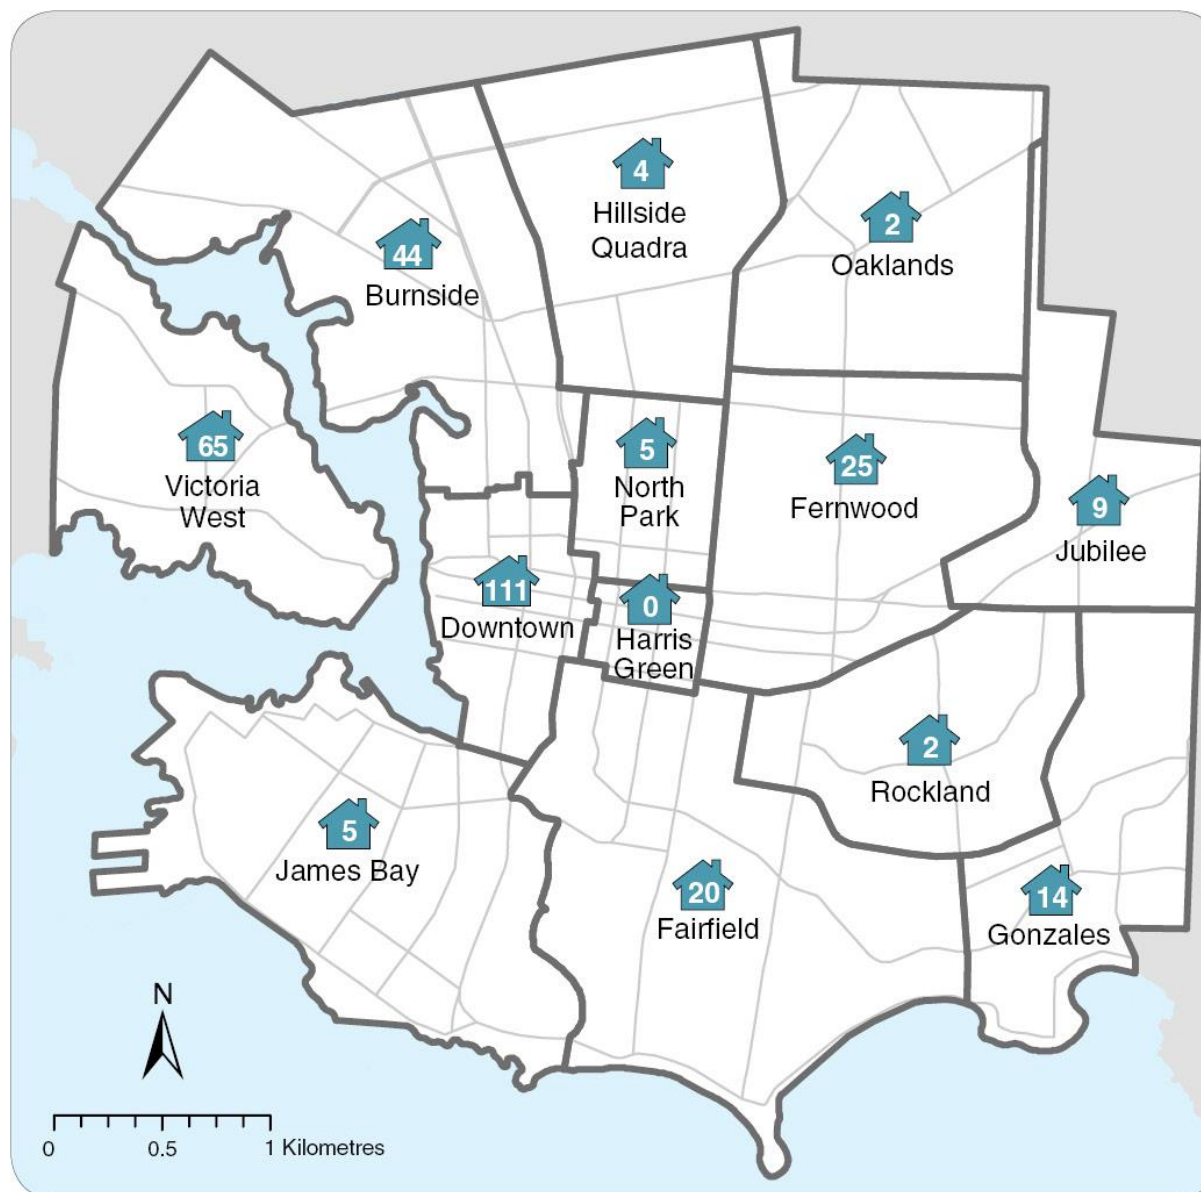 4
Hillside
Quadra
2
Oaklands
44
Burnside
65
Victoria
West
5
North
Park
25
Fernwood
9
Jubilee
111
Downtown
0
Harris
Green
2
Rockland
5
James Bay
20
Fairfield
14
Gonzales
N
0 0.5 1 Kilometres